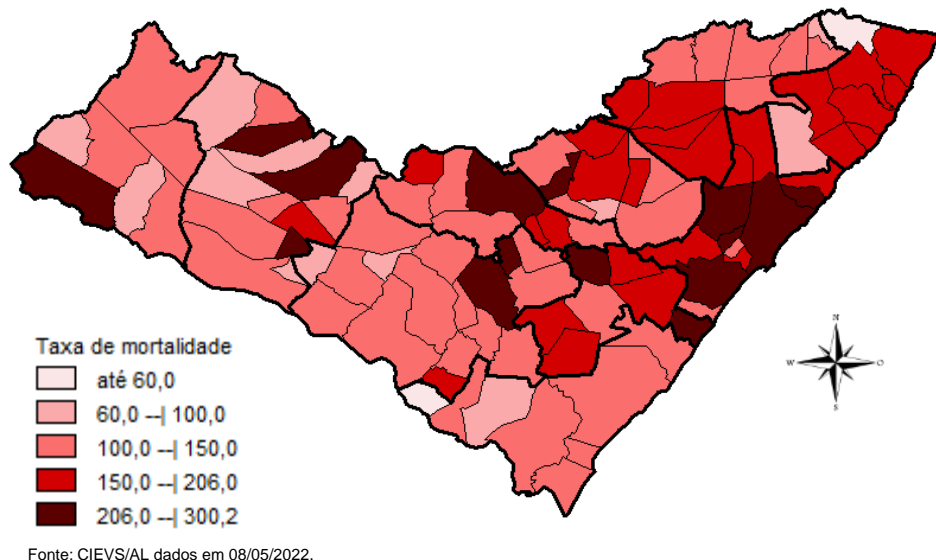 N
W
O
S
Taxa de mortalidade
até 60,0
60,0 --| 100,0
100,0 --| 150,0
150,0 --| 206,0
206,0 --| 300,2
Fonte: CIEVS/AL dados em 08/05/2022.